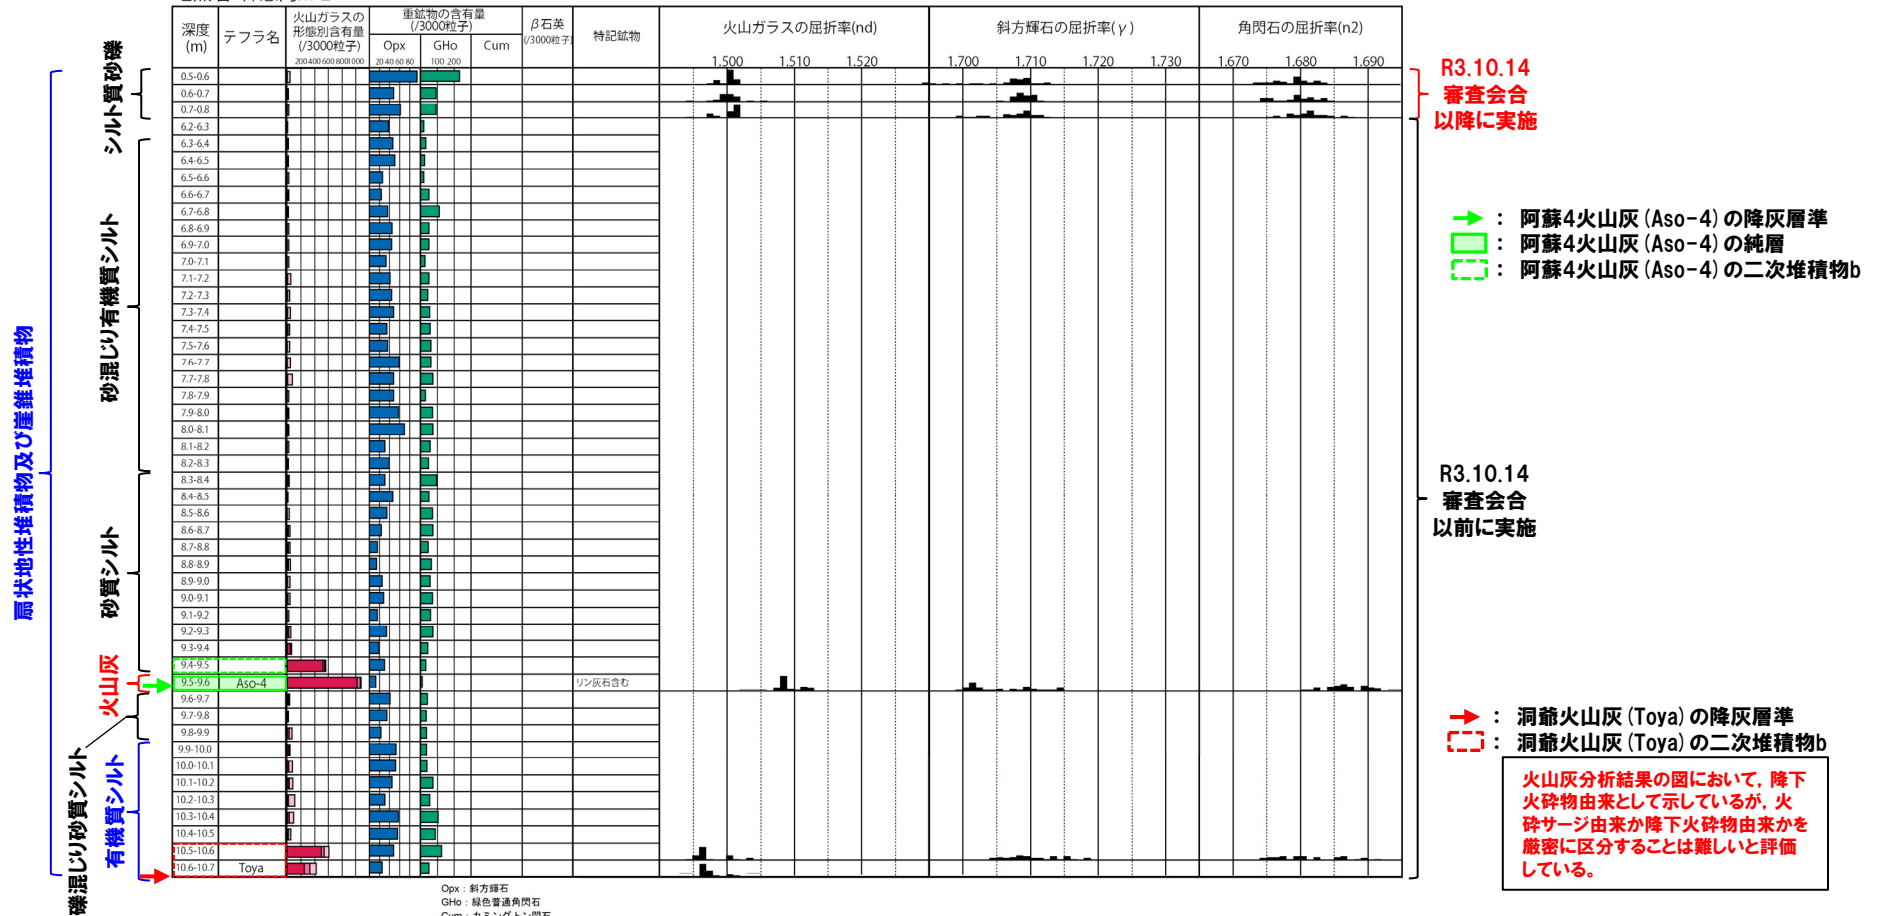 深度
(m)
テフラ名
火山ガラスの
形態別含有量
(/3000粒子)
200 400 600 800 1000
重鉱物の含有量
(/3000粒子)
Opx
GHo
Cum
20 40 60 80
100 200
β石英
(/3000粒子)
特記鉱物
火山ガラスの屈折率(nd)
1.500
1.510
1.520
斜方輝石の屈折率(γ)
1.700
1.710
1.720
1.730
角閃石の屈折率(n2)
1.670
1.680
1.690
0.5-0.6
0.6-0.7
0.7-0.8
6.2-6.3
6.3-6.4
6.4-6.5
6.5-6.6
6.6-6.7
6.7-6.8
6.8-6.9
6.9-7.0
7.0-7.1
7.1-7.2
7.2-7.3
7.3-7.4
7.4-7.5
7.5-7.6
7.6-7.7
7.7-7.8
7.8-7.9
7.9-8.0
8.0-8.1
8.1-8.2
8.2-8.3
8.3-8.4
8.4-8.5
8.5-8.6
8.6-8.7
8.7-8.8
8.8-8.9
8.9-9.0
9.0-9.1
9.1-9.2
9.2-9.3
9.3-9.4
9.4-9.5
9.5-9.6 Aso-4 リン灰石含む
9.6-9.7
9.7-9.8
9.8-9.9
9.9-10.0
10.0-10.1
10.1-10.2
10.2-10.3
10.3-10.4
10.4-10.5
10.5-10.6
10.6-10.7 Toya
扇状地性堆積物及び崖錐堆積物
シルト質砂礫
砂混じり有機質シルト
砂質シルト
火山灰
礫混じり砂質シルト
有機質シルト
Opx：斜方輝石
GHo：緑色普通角閃石
Cum：カミングトン閃石
R3.10.14
審査会合
以降に実施
：阿蘇4火山灰(Aso-4)の降灰層準
：阿蘇4火山灰(Aso-4)の純層
：阿蘇4火山灰(Aso-4)の二次堆積物b
R3.10.14
審査会合
以前に実施
：洞爺火山灰(Toya)の降灰層準
：洞爺火山灰(Toya)の二次堆積物b
火山灰分析結果の図において，降下
火砕物由来として示しているが，火
砕サージ由来か降下火砕物由来かを
厳密に区分することは難しいと評価
している。